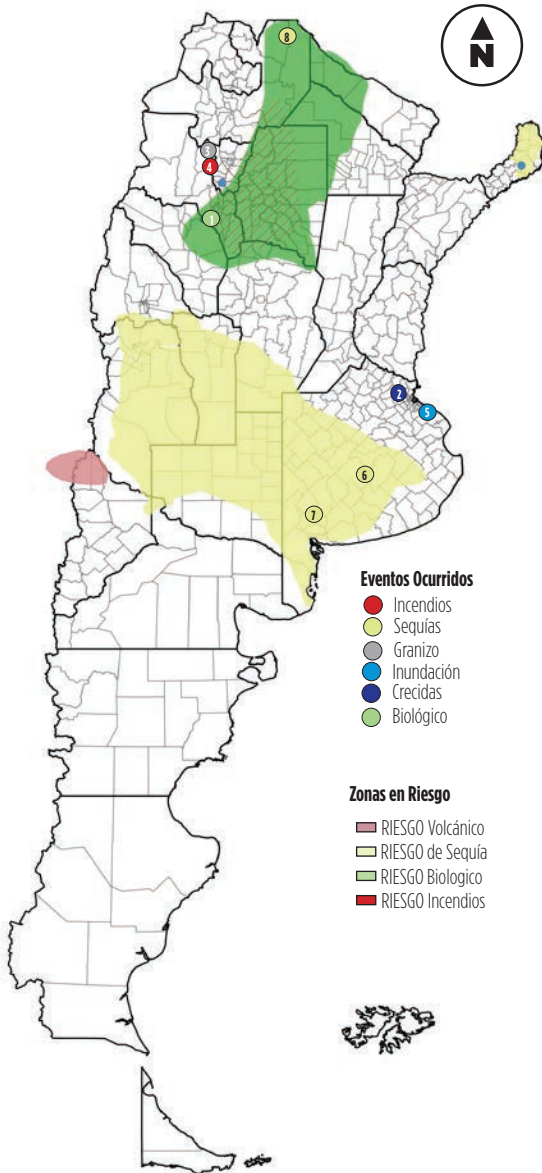 N
8
3
4
1
2
5
6
7
Eventos Ocurridos
Incendios
Sequías
Granizo
Inundación
Crecidas
Biológico
Zonas en Riesgo
RIESGO Volcánico
RIESGO de Sequía
RIESGO Biologico
RIESGO Incendios